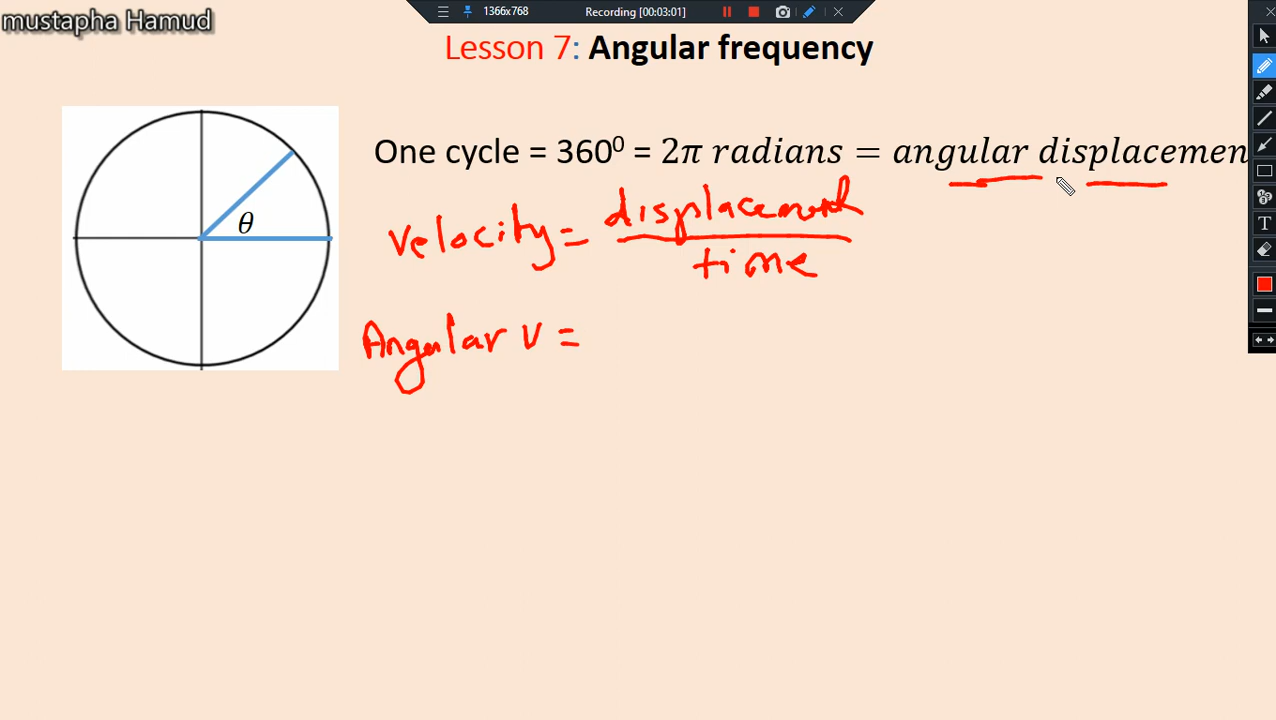 mustapha Hamud
1366x768
Recording [00:03:01]
Lesson 7: Angular frequency
One cycle = 360⁰ = 2π radians = angular displacemen
θ
velocity = displacement
time
Angular v =
T